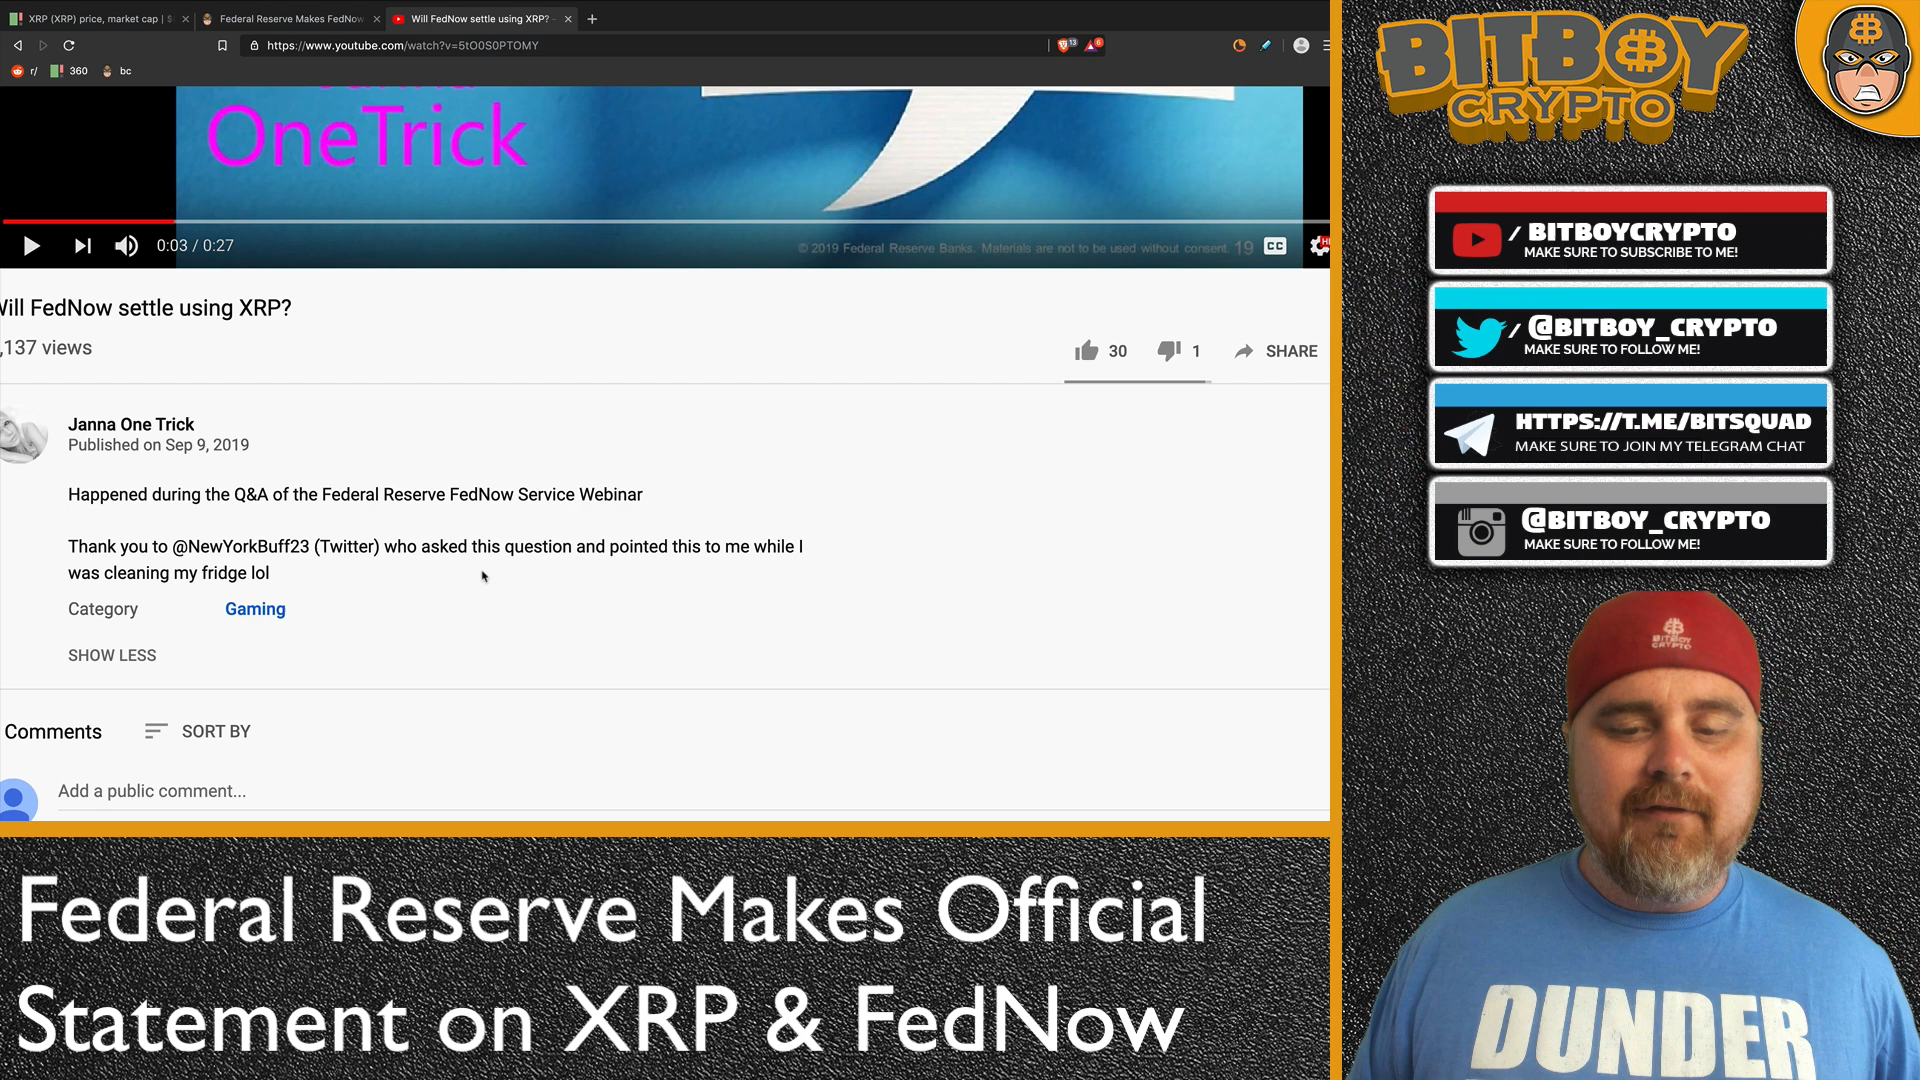 XRP (XRP) price, market cap |
Federal Reserve Makes FedNow
Will FedNow settle using XRP?
https://www.youtube.com/watch?v=5tO0S0PTOMY
13
6
r/
360
bc
OneTrick
0:03 / 0:27
© 2019 Federal Reserve Banks. Materials are not to be used without consent. 19
CC
Will FedNow settle using XRP?
,137 views
30
1
SHARE
Janna One Trick
Published on Sep 9, 2019
Happened during the Q&A of the Federal Reserve FedNow Service Webinar
Thank you to @NewYorkBuff23 (Twitter) who asked this question and pointed this to me while I
was cleaning my fridge lol
Category
Gaming
SHOW LESS
Comments
SORT BY
Add a public comment...
Federal Reserve Makes Official
Statement on XRP & FedNow
BITBOY
CRYPTO
/ BITBOYCRYPTO
MAKE SURE TO SUBSCRIBE TO ME!
/ @BITBOY_CRYPTO
MAKE SURE TO FOLLOW ME!
HTTPS://T.ME/BITSQUAD
MAKE SURE TO JOIN MY TELEGRAM CHAT
@BITBOY_CRYPTO
MAKE SURE TO FOLLOW ME!
BITBOY
CRYPTO
DUNDER